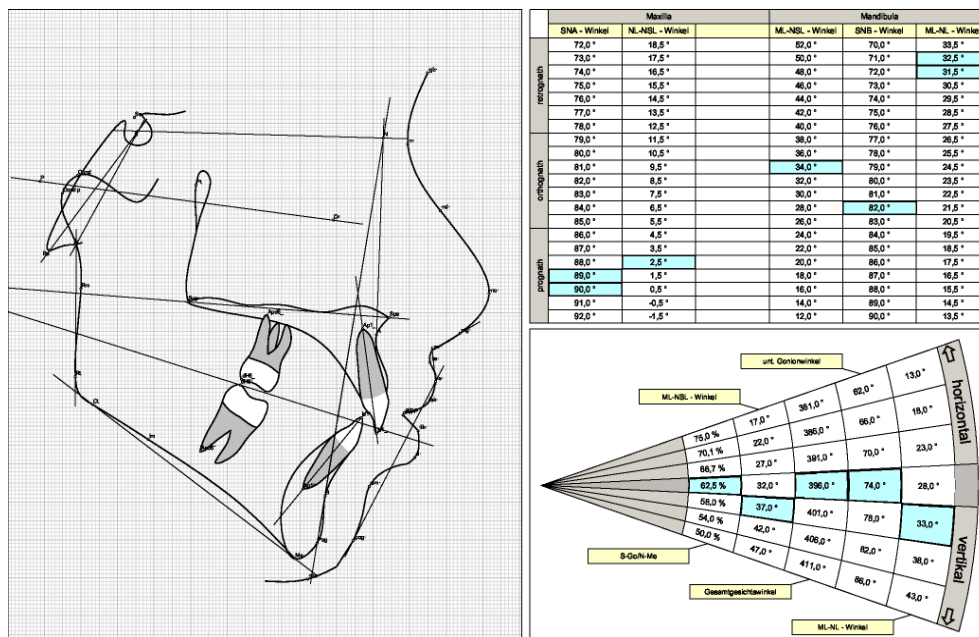 Maxilla Mandibula
SNA - Winkel NL-NSL - Winkel ML-NSL - Winkel SNB - Winkel ML-NL - Winkel
retrognath
72,0 ° 18,5 ° 52,0 ° 70,0 ° 33,5 °
73,0 ° 17,5 ° 50,0 ° 71,0 ° 32,5 °
74,0 ° 16,5 ° 48,0 ° 72,0 ° 31,5 °
75,0 ° 15,5 ° 46,0 ° 73,0 ° 30,5 °
76,0 ° 14,5 ° 44,0 ° 74,0 ° 29,5 °
77,0 ° 13,5 ° 42,0 ° 75,0 ° 28,5 °
78,0 ° 12,5 ° 40,0 ° 76,0 ° 27,5 °
orthognath
79,0 ° 11,5 ° 38,0 ° 77,0 ° 26,5 °
80,0 ° 10,5 ° 36,0 ° 78,0 ° 25,5 °
81,0 ° 9,5 ° 34,0 ° 79,0 ° 24,5 °
82,0 ° 8,5 ° 32,0 ° 80,0 ° 23,5 °
83,0 ° 7,5 ° 30,0 ° 81,0 ° 22,5 °
84,0 ° 6,5 ° 28,0 ° 82,0 ° 21,5 °
85,0 ° 5,5 ° 26,0 ° 83,0 ° 20,5 °
prognath
86,0 ° 4,5 ° 24,0 ° 84,0 ° 19,5 °
87,0 ° 3,5 ° 22,0 ° 85,0 ° 18,5 °
88,0 ° 2,5 ° 20,0 ° 86,0 ° 17,5 °
89,0 ° 1,5 ° 18,0 ° 87,0 ° 16,5 °
90,0 ° 0,5 ° 16,0 ° 88,0 ° 15,5 °
91,0 ° -0,5 ° 14,0 ° 89,0 ° 14,5 °
92,0 ° -1,5 ° 12,0 ° 90,0 ° 13,5 °
unt. Gonionwinkel
ML-NSL - Winkel
horizontal
75,0 % 17,0 ° 381,0 ° 62,0 ° 13,0 °
70,1 % 22,0 ° 386,0 ° 66,0 ° 18,0 °
66,7 % 27,0 ° 391,0 ° 70,0 ° 23,0 °
62,5 % 32,0 ° 396,0 ° 74,0 ° 28,0 °
58,0 % 37,0 ° 401,0 ° 78,0 ° 33,0 °
54,0 % 42,0 ° 406,0 ° 82,0 ° 38,0 °
50,0 % 47,0 ° 411,0 ° 86,0 ° 43,0 °
vertikal
S-Go/N-Me
Gesamtgesichtswinkel
ML-NL - Winkel